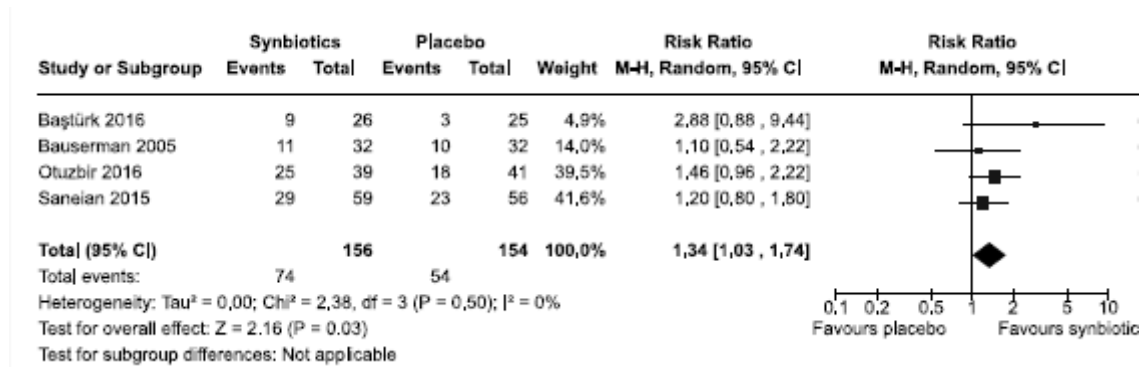 Synbiotics Placebo Risk Ratio Risk Ratio
Study or Subgroup Events Total Events Total Weight M-H, Random, 95% CI M-H, Random, 95% CI
Baştürk 2016 9 26 3 25 4,9% 2,88 [0,88 , 9,44]
Bauserman 2005 11 32 10 32 14,0% 1,10 [0,54 , 2,22]
Otuzbir 2016 25 39 18 41 39,5% 1,46 [0,96 , 2,22]
Saneian 2015 29 59 23 56 41,6% 1,20 [0,80 , 1,80]
Total (95% CI) 156 154 100,0% 1,34 [1,03 , 1,74]
Total events: 74 54
Heterogeneity: Tau² = 0,00; Chi² = 2,38, df = 3 (P = 0,50); I² = 0%
Test for overall effect: Z = 2.16 (P = 0.03)
Test for subgroup differences: Not applicable
0,1 0,2 0,5 1 2 5 10
Favours placebo Favours synbiotic